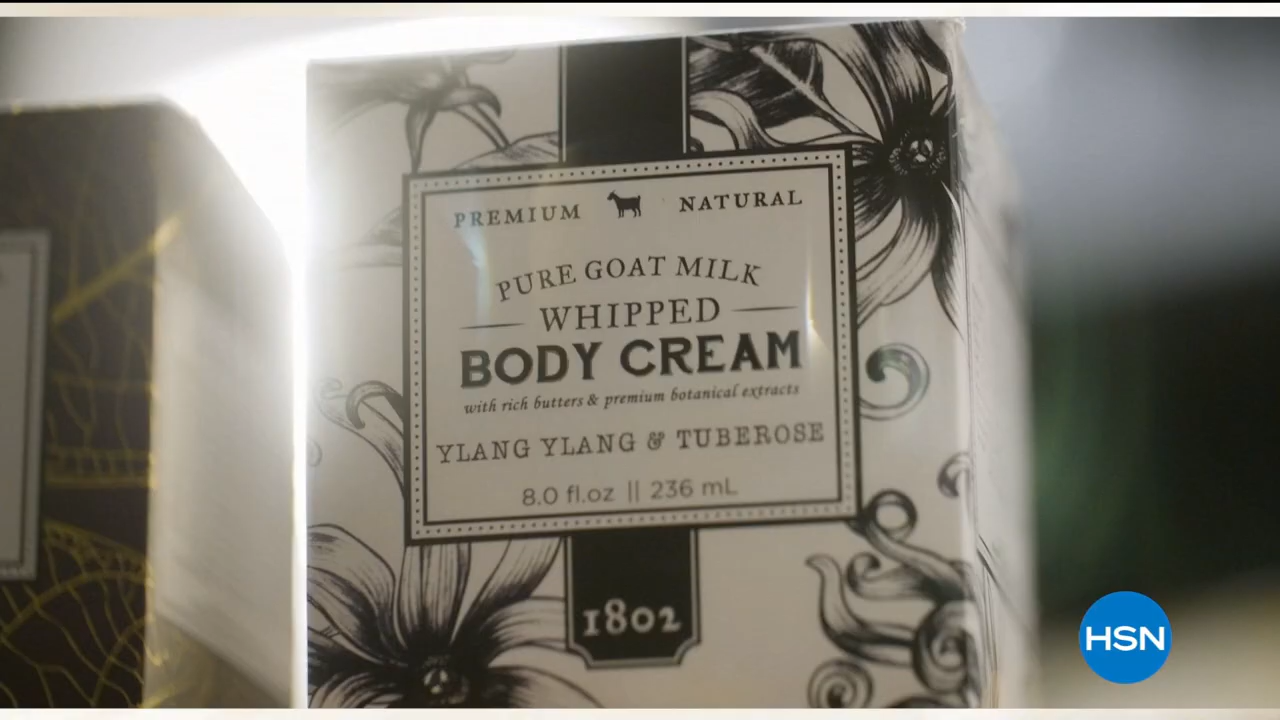 PREMIUM NATURAL
PURE GOAT MILK
WHIPPED
BODY CREAM
with rich butters & premium botanical extracts
YLANG YLANG & TUBEROSE
8.0 fl.oz || 236 mL
1802
HSN